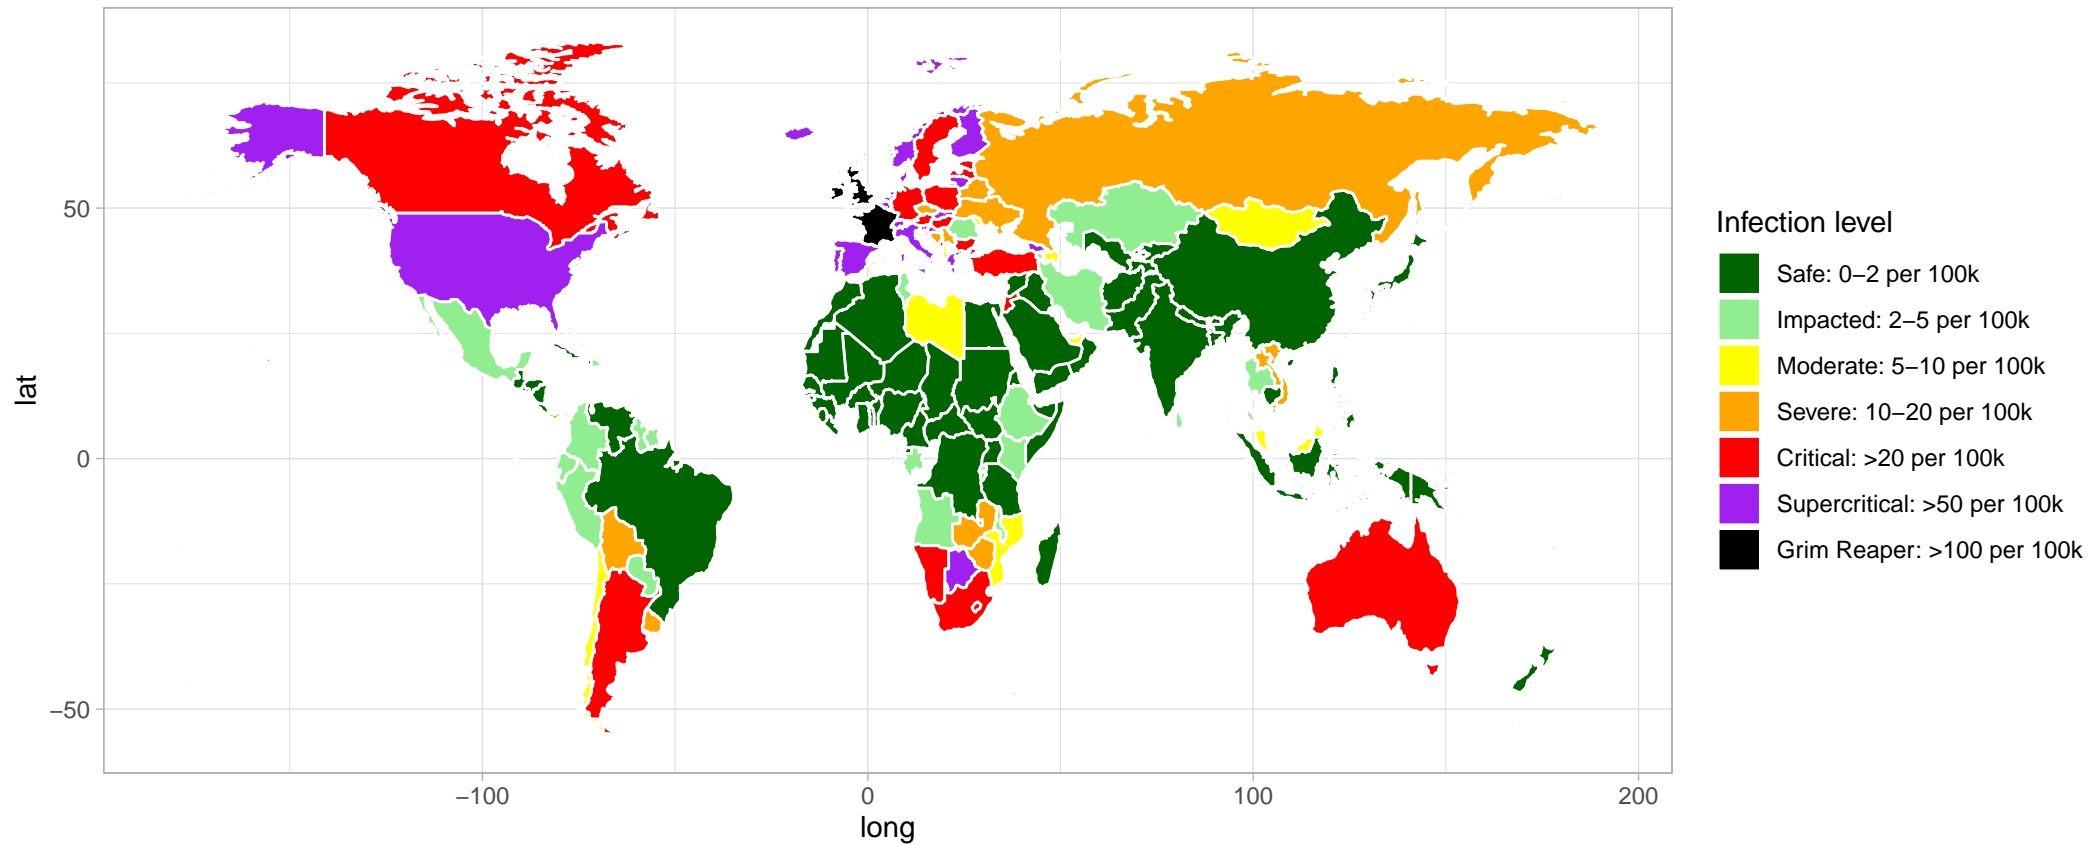 lat
50
0
−50
−100
0
100
200
long
Infection level
Safe: 0−2 per 100k
Impacted: 2−5 per 100k
Moderate: 5−10 per 100k
Severe: 10−20 per 100k
Critical: >20 per 100k
Supercritical: >50 per 100k
Grim Reaper: >100 per 100k